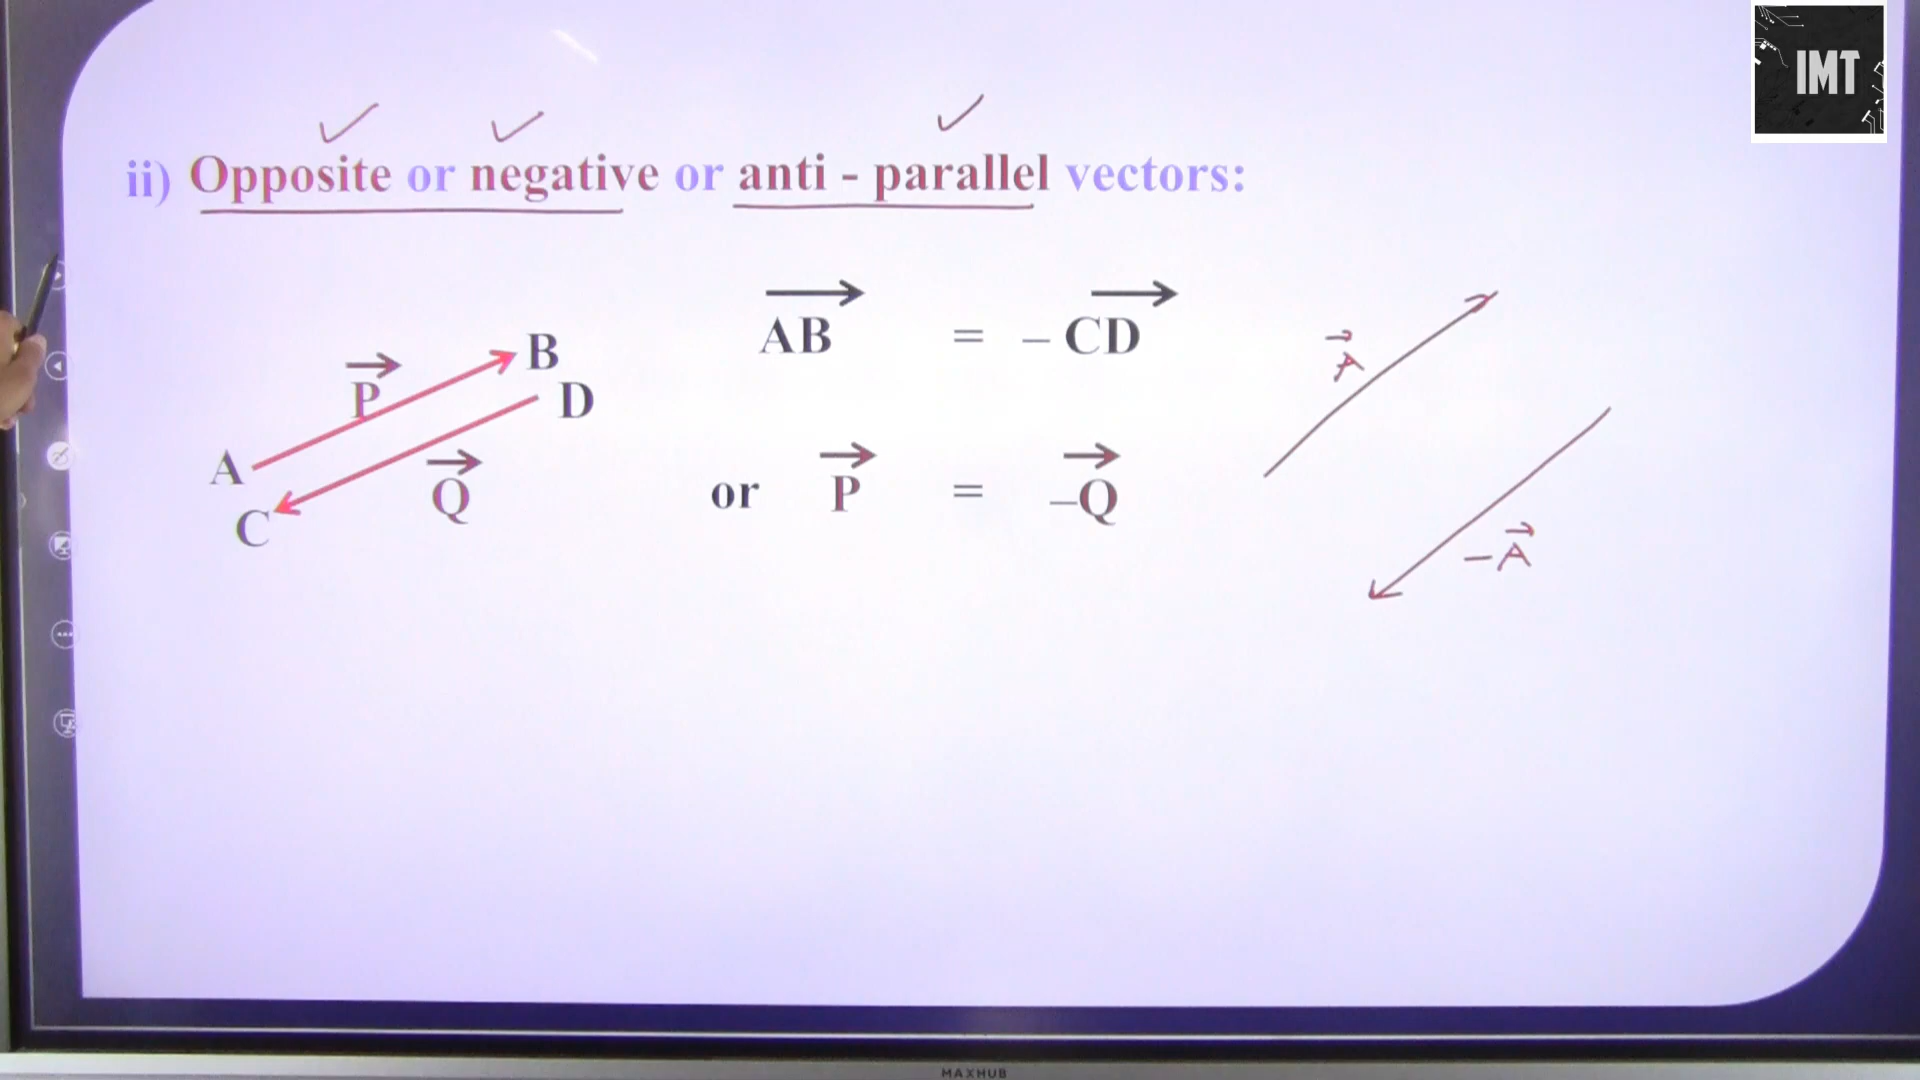 IMT
ii) Opposite or negative or anti - parallel vectors:
AB = – CD
B
P
D
A
Q
C
or P = –Q
A
–A
MAXHUB